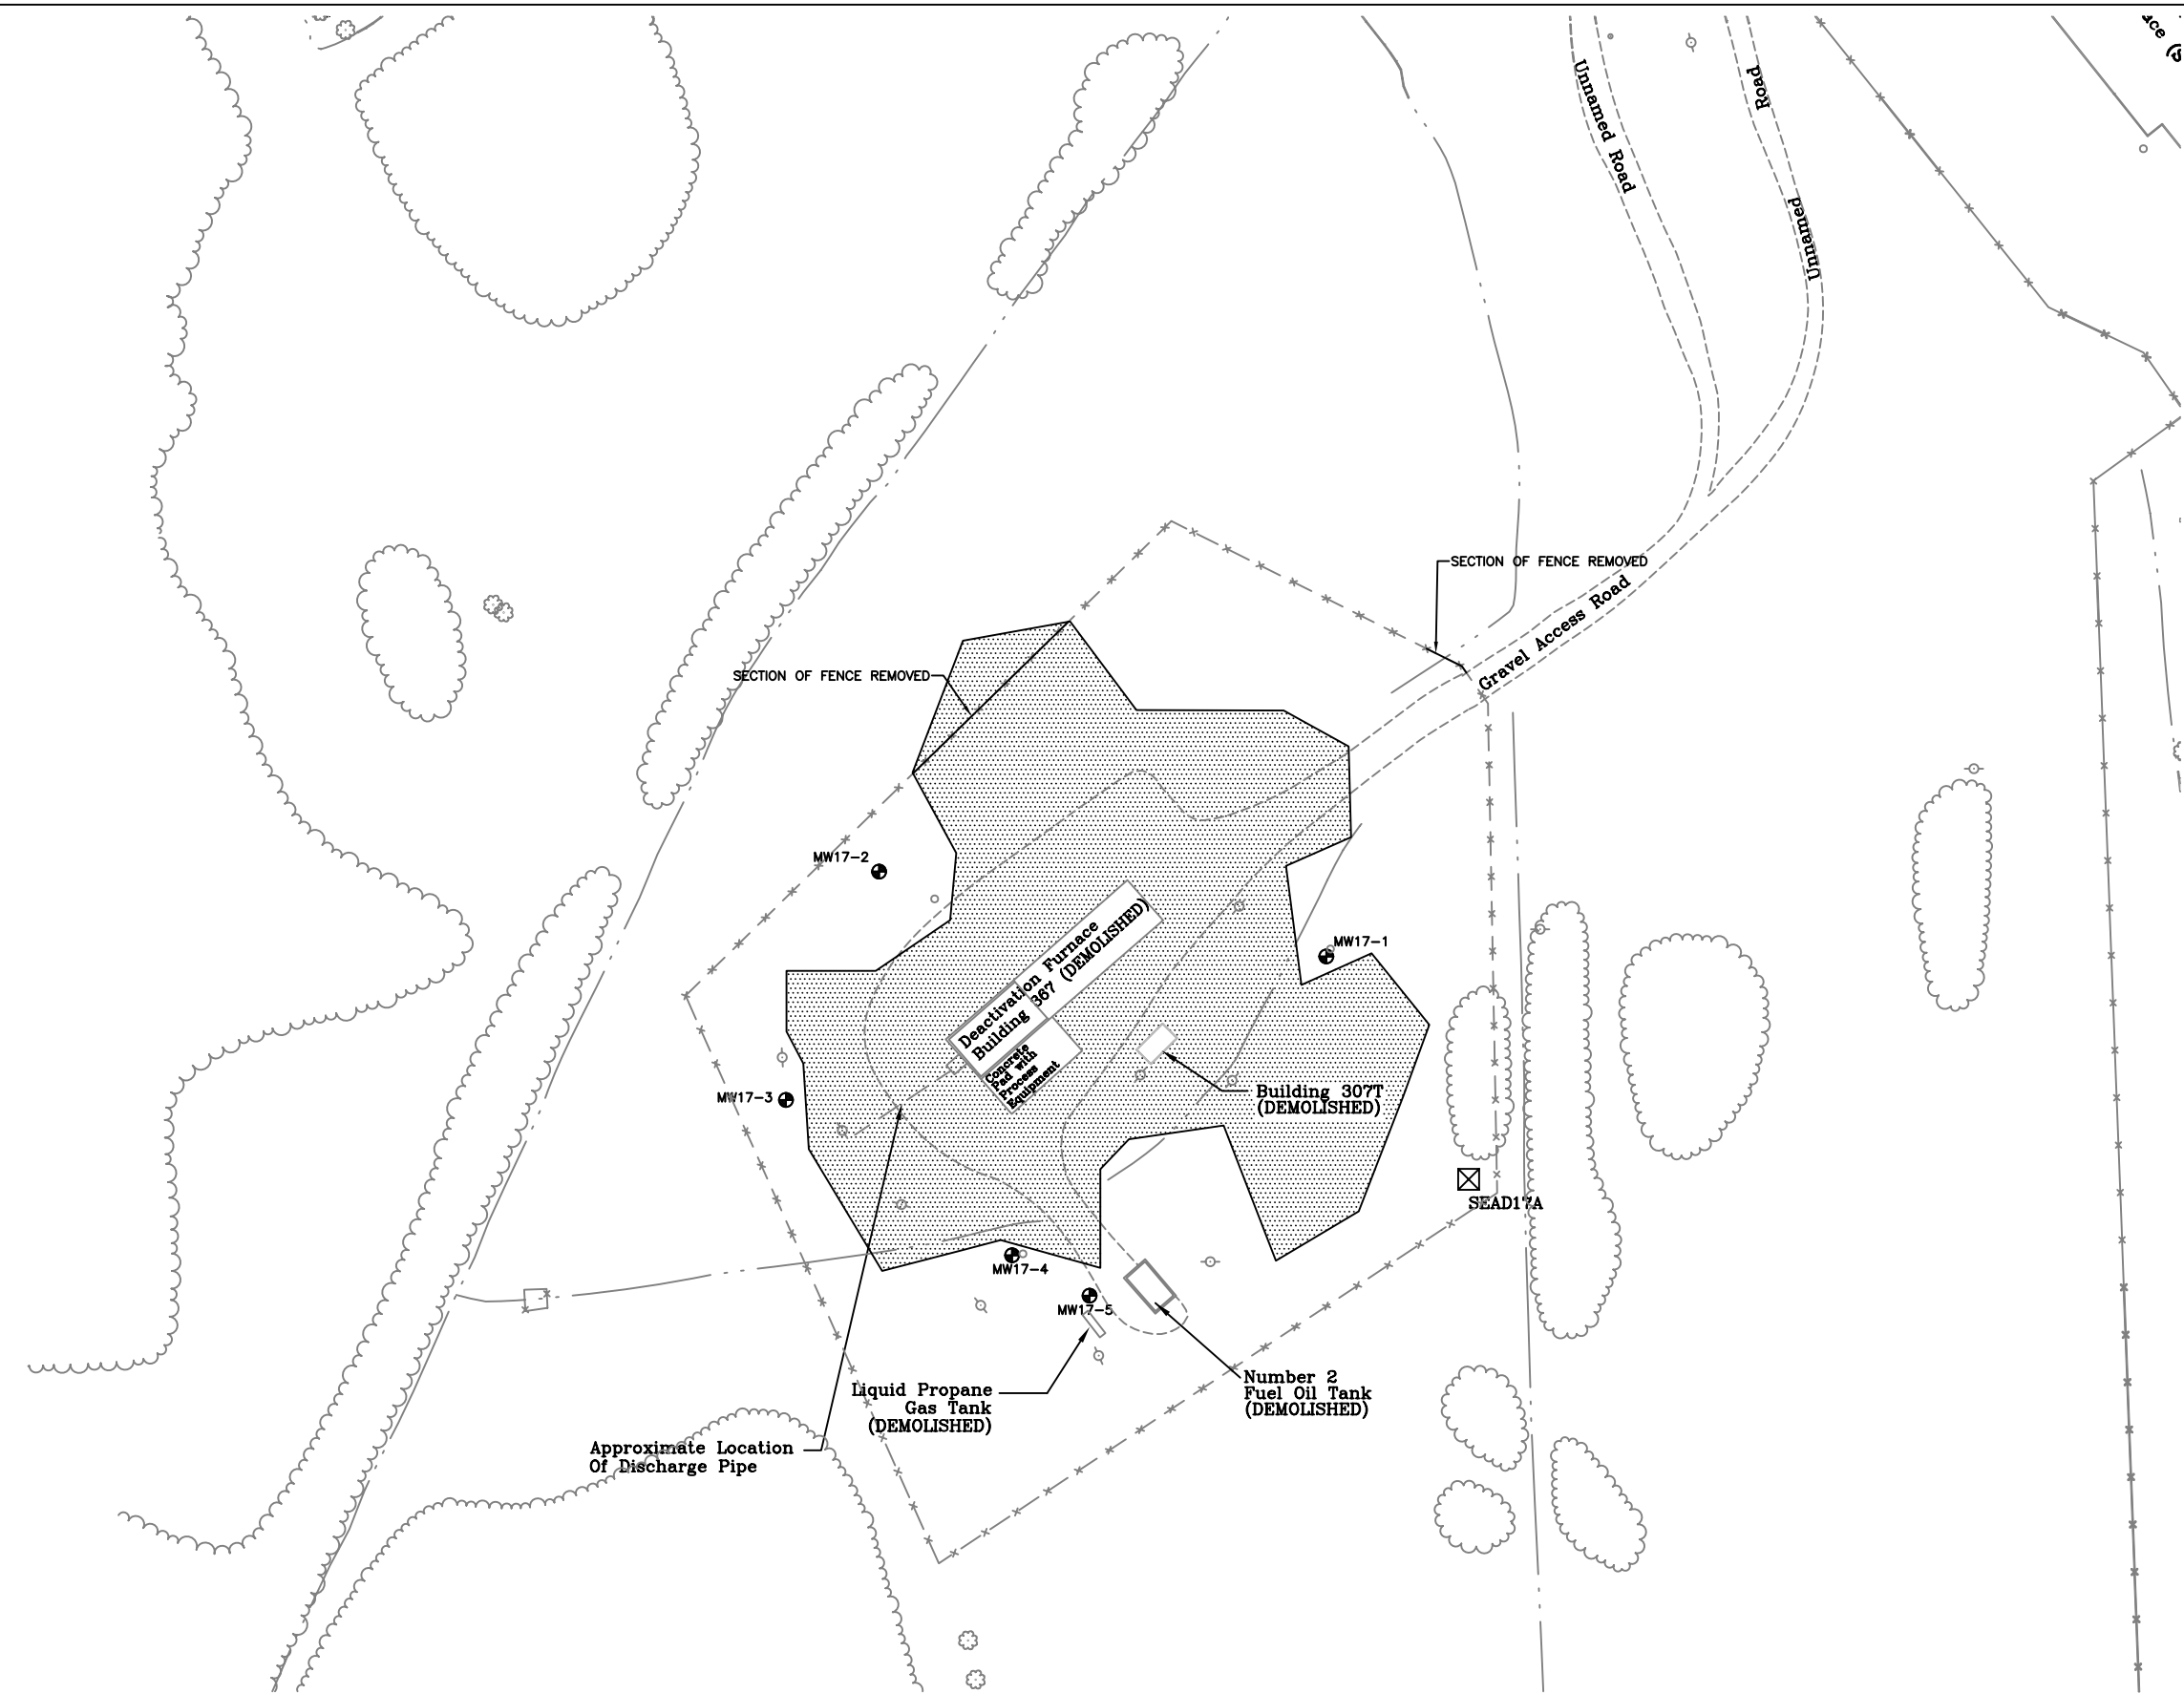 Unnamed Road
Road
Unnamed
SECTION OF FENCE REMOVED
Gravel Access Road
SECTION OF FENCE REMOVED
MW17-2
MW17-1
Deactivation Furnace
Building 367 (DEMOLISHED)
Concrete
Pad with
Process
Equipment
Building 307T
(DEMOLISHED)
MW17-3
SEAD17A
MW17-4
MW17-5
Number 2
Fuel Oil Tank
(DEMOLISHED)
Liquid Propane
Gas Tank
(DEMOLISHED)
Approximate Location
Of Discharge Pipe